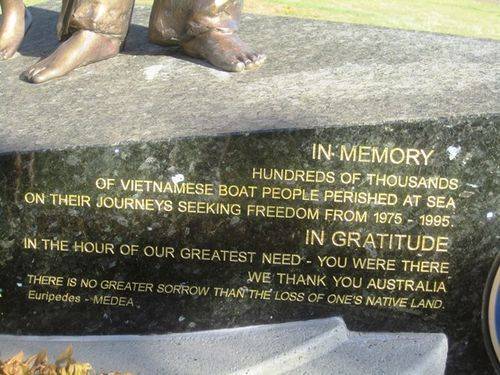 IN MEMORY
HUNDREDS OF THOUSANDS
OF VIETNAMESE BOAT PEOPLE PERISHED AT SEA
ON THEIR JOURNEYS SEEKING FREEDOM FROM 1975 - 1995.
IN GRATITUDE
IN THE HOUR OF OUR GREATEST NEED - YOU WERE THERE
WE THANK YOU AUSTRALIA
THERE IS NO GREATER SORROW THAN THE LOSS OF ONE'S NATIVE LAND.
Euripedes - MEDEA